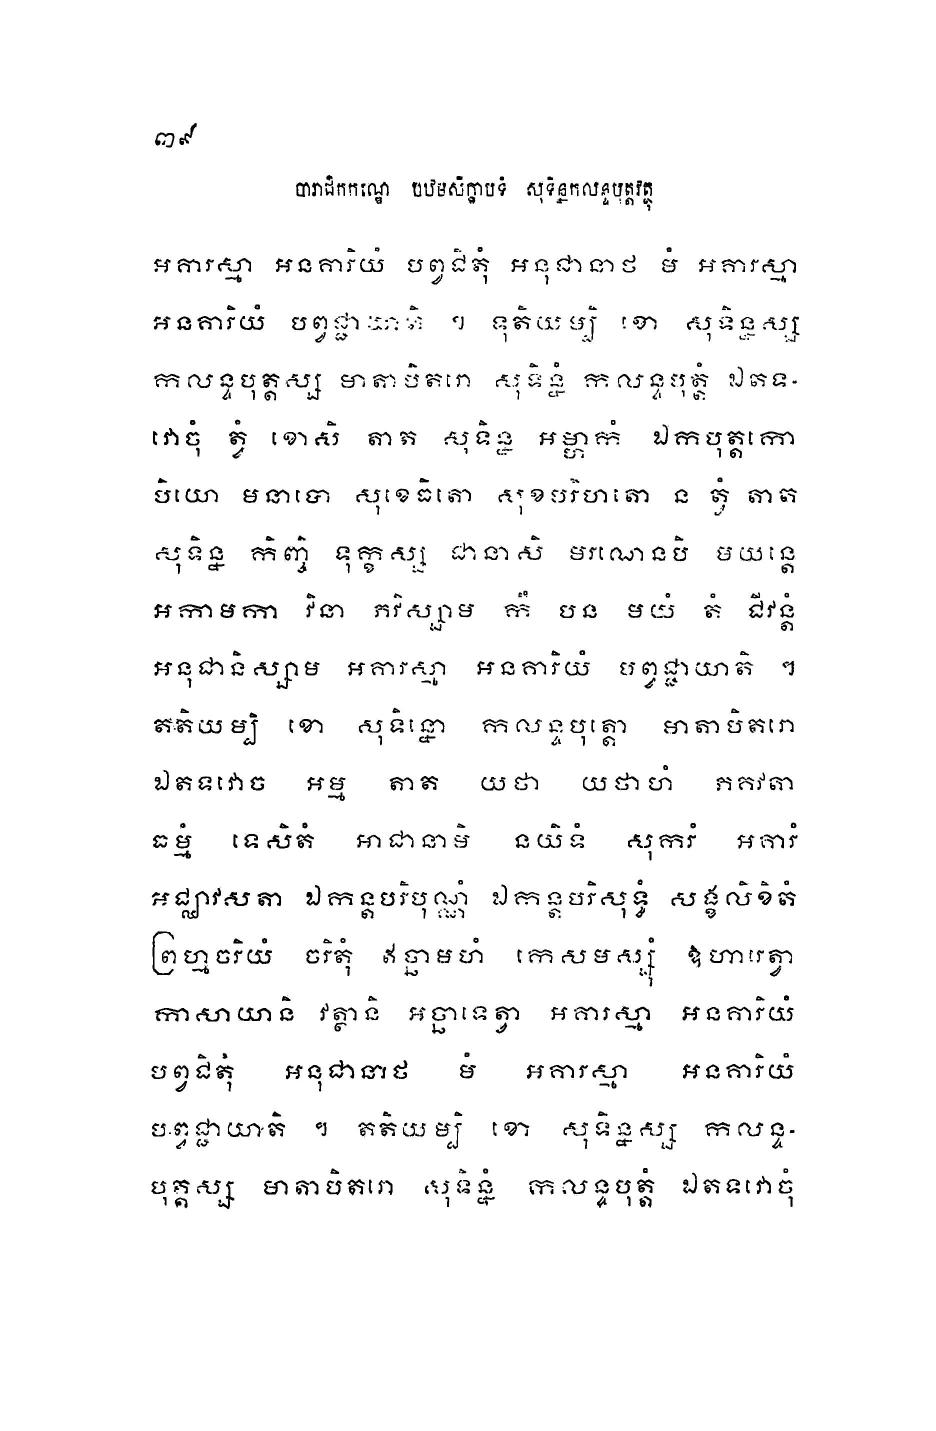 ៣៩
បារាជិកកណ្ឌេ បឋមសិក្ខាបទំ សុទិន្នកលន្ទបុត្តវត្ថុ
អគារស្មា អនគារិយំ បព្វជិតុំ អនុជានាថ មំ អគារស្មា
អនគារិយំ បព្វជ្ជាយាតិ ។ ទុតិយម្បិ ខោ សុទិន្នស្ស
កលន្ទបុត្តស្ស មាតាបិតរោ សុទិន្នំ កលន្ទបុត្តំ ឯតទ-
វោចុំ ត្វំ ខោសិ តាត សុទិន្ន អម្ហាកំ ឯកបុត្តកោ
បិយោ មនាបោ សុខេធិតោ សុខបរិហតោ ន ត្វំ តាត
សុទិន្ន កិញ្ចិ ទុក្ខស្ស ជានាសិ មរណេនបិ មយន្តេ
អកាមកា វិនា ភវិស្សាម កឹ បន មយំ តំ ជីវន្តំ
អនុជានិស្សាម អគារស្មា អនគារិយំ បព្វជ្ជាយាតិ ។
តតិយម្បិ ខោ សុទិន្នោ កលន្ទបុត្តោ មាតាបិតរោ
ឯតទវោច អម្ម តាត យថា យថាហំ ភគវតា
ធម្មំ ទេសិតំ អាជានាមិ នយិទំ សុករំ អគារំ
អជ្ឈាវសតា ឯកន្តបរិបុណ្ណំ ឯកន្តបរិសុទ្ធំ សង្ខលិខិតំ
ព្រហ្មចរិយំ ចរិតុំ ឥច្ឆាមហំ កេសមស្សុំ ឱហារេត្វា
កាសាយានិ វត្ថានិ អច្ឆាទេត្វា អគារស្មា អនគារិយំ
បព្វជិតុំ អនុជានាថ មំ អគារស្មា អនគារិយំ
បព្វជ្ជាយាតិ ។ តតិយម្បិ ខោ សុទិន្នស្ស កលន្ទ-
បុត្តស្ស មាតាបិតរោ សុទិន្នំ កលន្ទបុត្តំ ឯតទវោចុំ